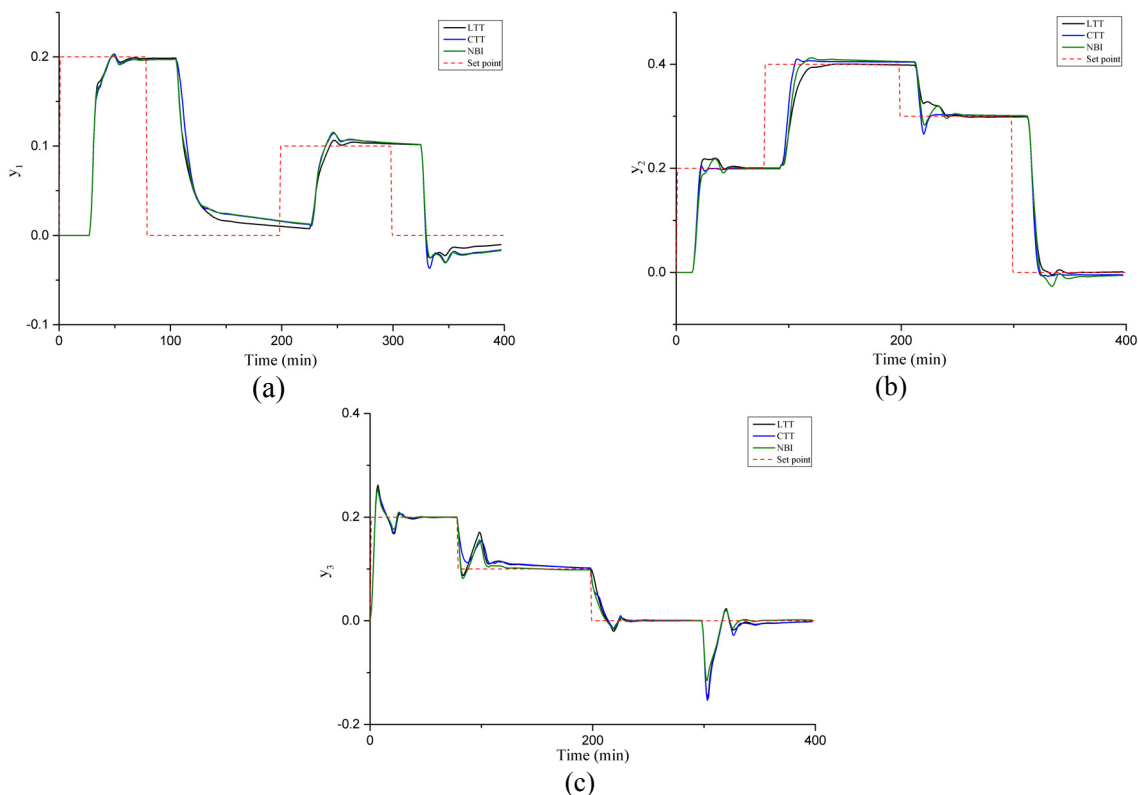 LTT
CTT
NBI
Set point
0.2
0.1
0.0
-0.1
y1
0
100
200
300
400
Time (min)
(a)
LTT
CTT
NBI
Set point
0.4
0.2
0.0
y2
0
100
200
300
400
Time (min)
(b)
LTT
CTT
NBI
Set point
0.4
0.2
0.0
-0.2
y3
0
200
400
Time (min)
(c)